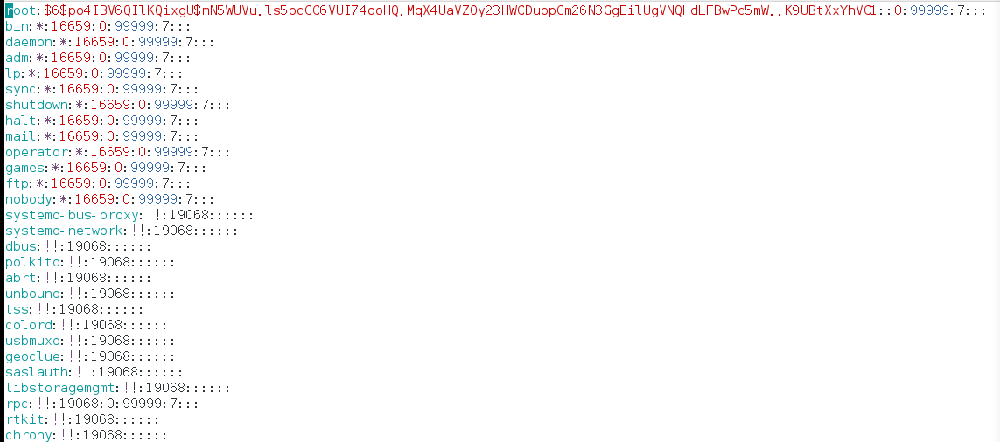 root:$6$po4IBV6QIlKQixgU$mN5WUVu.ls5pcCC6VUI74ooHQ.MqX4UaVZOy23HWCDuppGm26N3GgEilUgVNQHdLFBwPc5mW..K9UBtXxYhVC1::0:99999:7:::
bin:*:16659:0:99999:7:::
daemon:*:16659:0:99999:7:::
adm:*:16659:0:99999:7:::
lp:*:16659:0:99999:7:::
sync:*:16659:0:99999:7:::
shutdown:*:16659:0:99999:7:::
halt:*:16659:0:99999:7:::
mail:*:16659:0:99999:7:::
operator:*:16659:0:99999:7:::
games:*:16659:0:99999:7:::
ftp:*:16659:0:99999:7:::
nobody:*:16659:0:99999:7:::
systemd-bus-proxy:!!:19068::::::
systemd-network:!!:19068::::::
dbus:!!:19068::::::
polkitd:!!:19068::::::
abrt:!!:19068::::::
unbound:!!:19068::::::
tss:!!:19068::::::
colord:!!:19068::::::
usbmuxd:!!:19068::::::
geoclue:!!:19068::::::
saslauth:!!:19068::::::
libstoragemgmt:!!:19068::::::
rpc:!!:19068:0:99999:7:::
rtkit:!!:19068::::::
chrony:!!:19068::::::